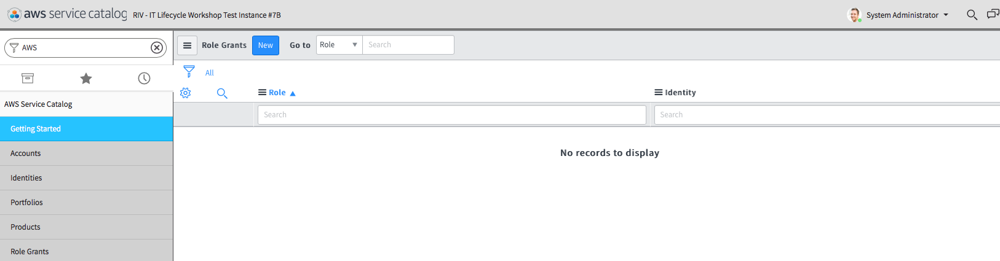 aws service catalog RIV - IT Lifecycle Workshop Test Instance #7B System Administrator
AWS
Role Grants New Go to Role Search
All
Role Identity
Search Search
No records to display
AWS Service Catalog
Getting Started
Accounts
Identities
Portfolios
Products
Role Grants